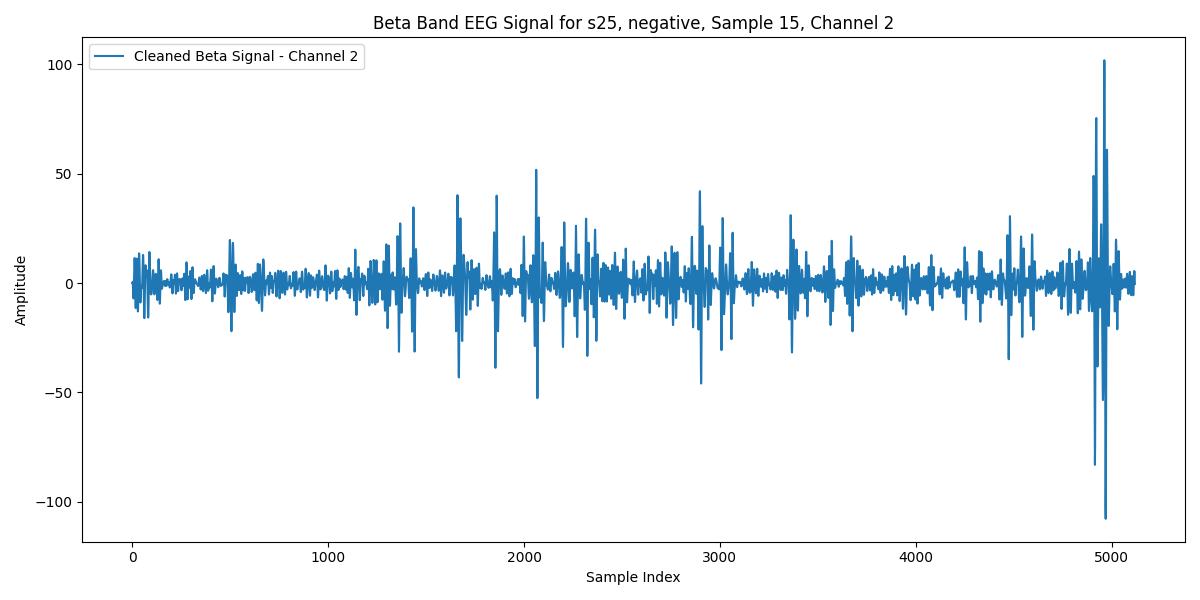 Beta Band EEG Signal for s25, negative, Sample 15, Channel 2
Cleaned Beta Signal - Channel 2
Amplitude
100
50
0
−50
−100
0 1000 2000 3000 4000 5000
Sample Index